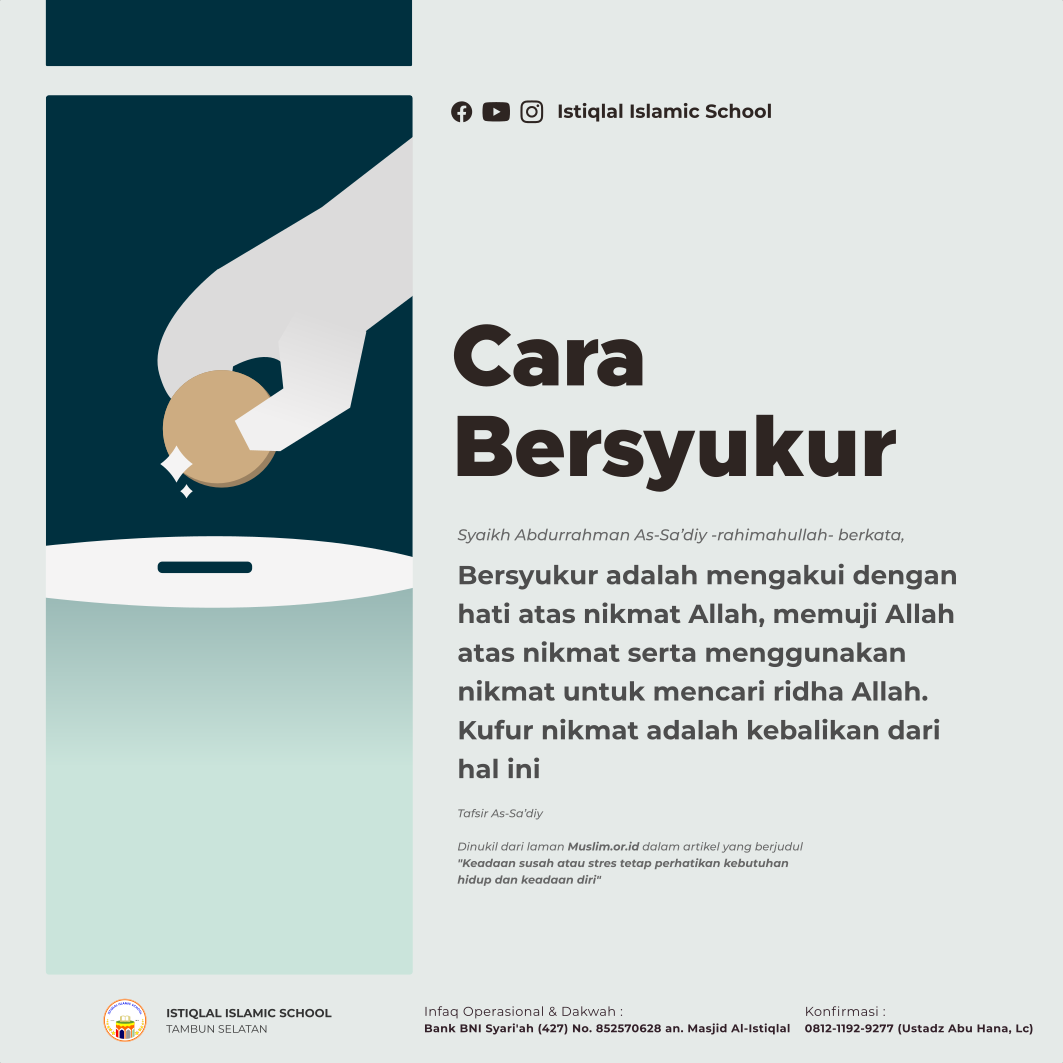 Istiqlal Islamic School
Cara
Bersyukur
Syaikh Abdurrahman As-Sa’diy -rahimahullah- berkata,
Bersyukur adalah mengakui dengan
hati atas nikmat Allah, memuji Allah
atas nikmat serta menggunakan
nikmat untuk mencari ridha Allah.
Kufur nikmat adalah kebalikan dari
hal ini
Tafsir As-Sa’diy
Dinukil dari laman Muslim.or.id dalam artikel yang berjudul
"Keadaan susah atau stres tetap perhatikan kebutuhan
hidup dan keadaan diri"
ISTIQLAL ISLAMIC SCHOOL
TAMBUN SELATAN
Infaq Operasional & Dakwah :
Bank BNI Syari'ah (427) No. 852570628 an. Masjid Al-Istiqlal
Konfirmasi :
0812-1192-9277 (Ustadz Abu Hana, Lc)